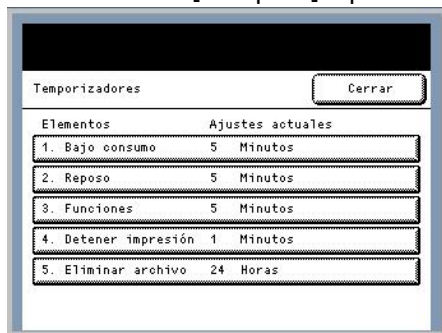 Temporizadores Cerrar
Elementos Ajustes actuales
1. Bajo consumo 5 Minutos
2. Reposo 5 Minutos
3. Funciones 5 Minutos
4. Detener impresión 1 Minutos
5. Eliminar archivo 24 Horas